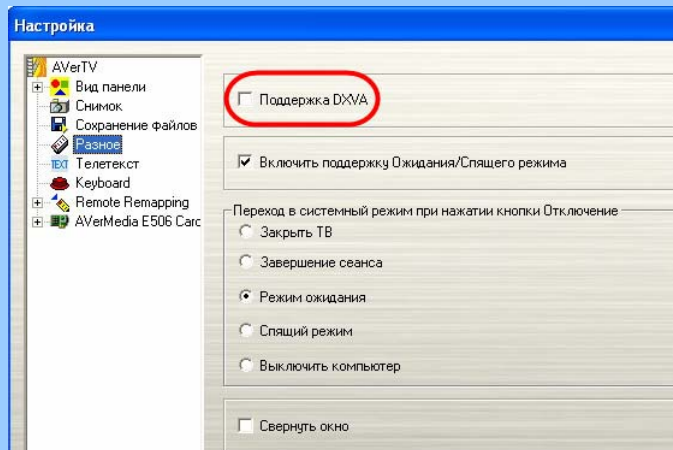 Настройка
AVerTV
Вид панели
Снимок
Сохранение файлов
Разное
TEXT Телетекст
Keyboard
Remote Remapping
AVerMedia E506 Carc
Поддержка DXVA
Включить поддержку Ожидания/Спящего режима
Переход в системный режим при нажатии кнопки Отключение
Закрыть ТВ
Завершение сеанса
Режим ожидания
Спящий режим
Выключить компьютер
Свернуть окно